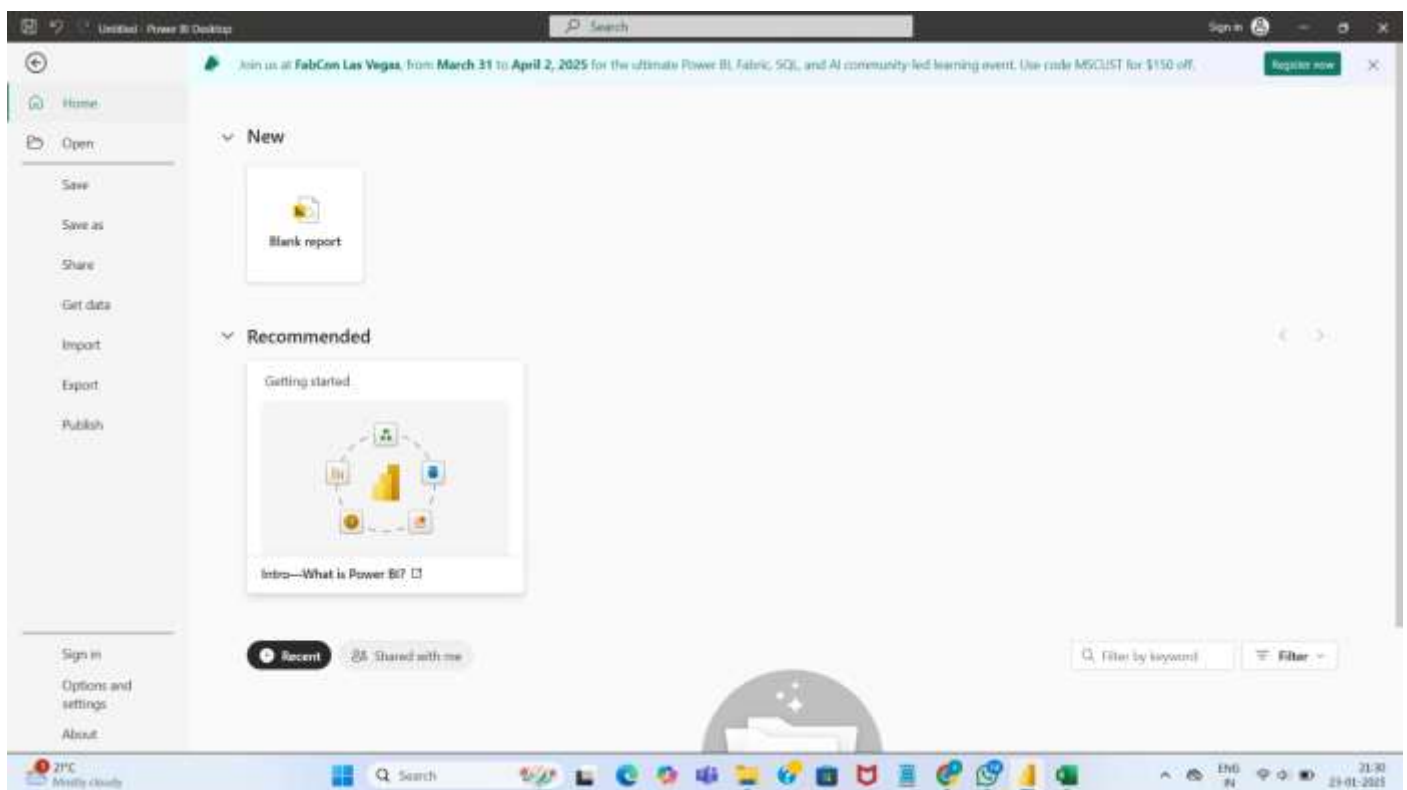 Untitled - Power BI Desktop
Search
Sign in
Join us at FabCon Las Vegas, from March 31 to April 2, 2025 for the ultimate Power BI, Fabric, SQL, and AI community-led learning event. Use code MSCUST for $150 off.
Register now
Home
Open
Save
Save as
Share
Get data
Import
Export
Publish
New
Blank report
Recommended
Getting started
Intro—What is Power BI?
Recent
Shared with me
Filter by keyword
Filter
Sign in
Options and
settings
About
21°C
Mostly cloudy
Search
ENG
IN
21:30
23-01-2025